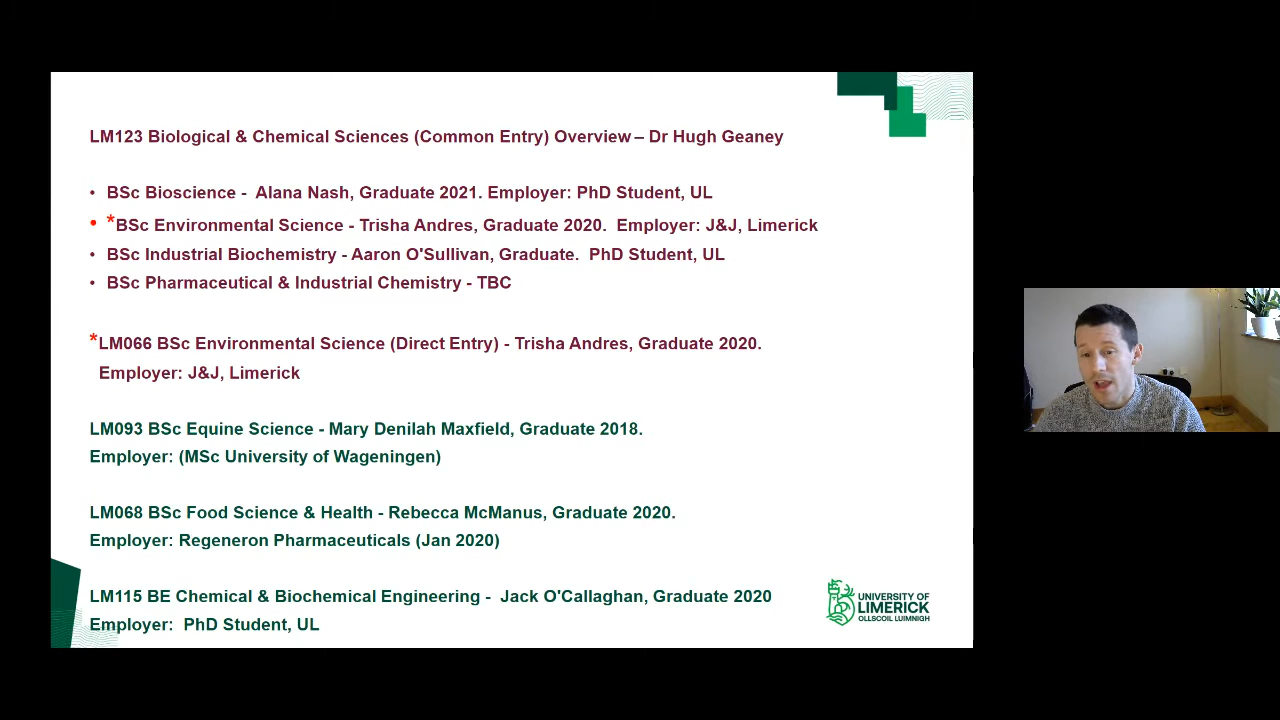 LM123 Biological & Chemical Sciences (Common Entry) Overview – Dr Hugh Geaney
• BSc Bioscience - Alana Nash, Graduate 2021. Employer: PhD Student, UL
• *BSc Environmental Science - Trisha Andres, Graduate 2020. Employer: J&J, Limerick
• BSc Industrial Biochemistry - Aaron O'Sullivan, Graduate. PhD Student, UL
• BSc Pharmaceutical & Industrial Chemistry - TBC
*LM066 BSc Environmental Science (Direct Entry) - Trisha Andres, Graduate 2020.
Employer: J&J, Limerick
LM093 BSc Equine Science - Mary Denilah Maxfield, Graduate 2018.
Employer: (MSc University of Wageningen)
LM068 BSc Food Science & Health - Rebecca McManus, Graduate 2020.
Employer: Regeneron Pharmaceuticals (Jan 2020)
LM115 BE Chemical & Biochemical Engineering - Jack O'Callaghan, Graduate 2020
Employer: PhD Student, UL
UNIVERSITY OF
LIMERICK
OLLSCOIL LUIMNIGH